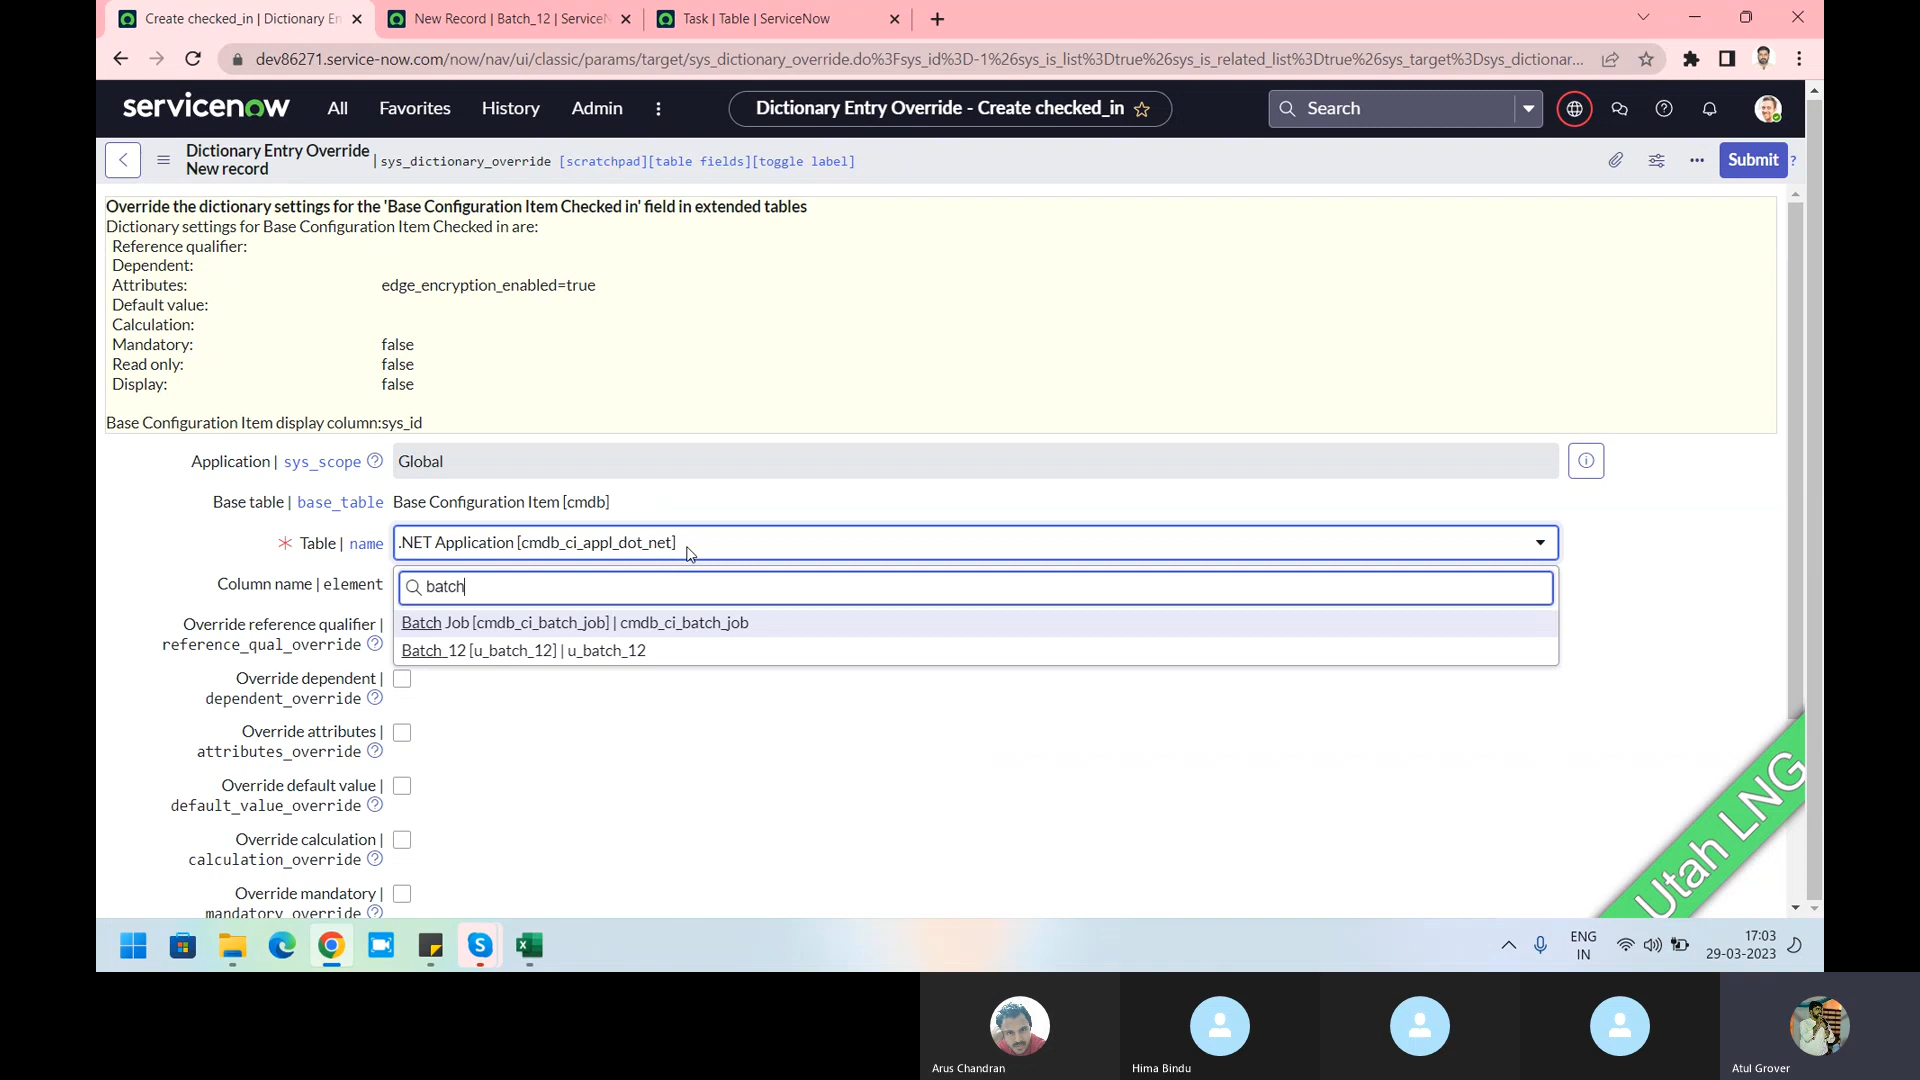 Create checked_in | Dictionary En
New Record | Batch_12 | ServiceN
Task | Table | ServiceNow
dev86271.service-now.com/now/nav/ui/classic/params/target/sys_dictionary_override.do%3Fsys_id%3D-1%26sys_is_list%3Dtrue%26sys_is_related_list%3Dtrue%26sys_target%3Dsys_dictionar...
servicenow
All
Favorites
History
Admin
Dictionary Entry Override - Create checked_in
Search
Dictionary Entry Override
New record
| sys_dictionary_override [scratchpad][table fields][toggle label]
Submit
?
Override the dictionary settings for the 'Base Configuration Item Checked in' field in extended tables
Dictionary settings for Base Configuration Item Checked in are:
Reference qualifier:
Dependent:
Attributes: edge_encryption_enabled=true
Default value:
Calculation:
Mandatory: false
Read only: false
Display: false
Base Configuration Item display column:sys_id
Application | sys_scope Global
Base table | base_table Base Configuration Item [cmdb]
Table | name .NET Application [cmdb_ci_appl_dot_net]
Column name | element
batch
Batch Job [cmdb_ci_batch_job] | cmdb_ci_batch_job
Batch_12 [u_batch_12] | u_batch_12
Override reference qualifier |
reference_qual_override
Override dependent |
dependent_override
Override attributes |
attributes_override
Override default value |
default_value_override
Override calculation |
calculation_override
Override mandatory |
mandatory_override
Utah LNG
ENG
IN
17:03
29-03-2023
Arus Chandran
Hima Bindu
Atul Grover